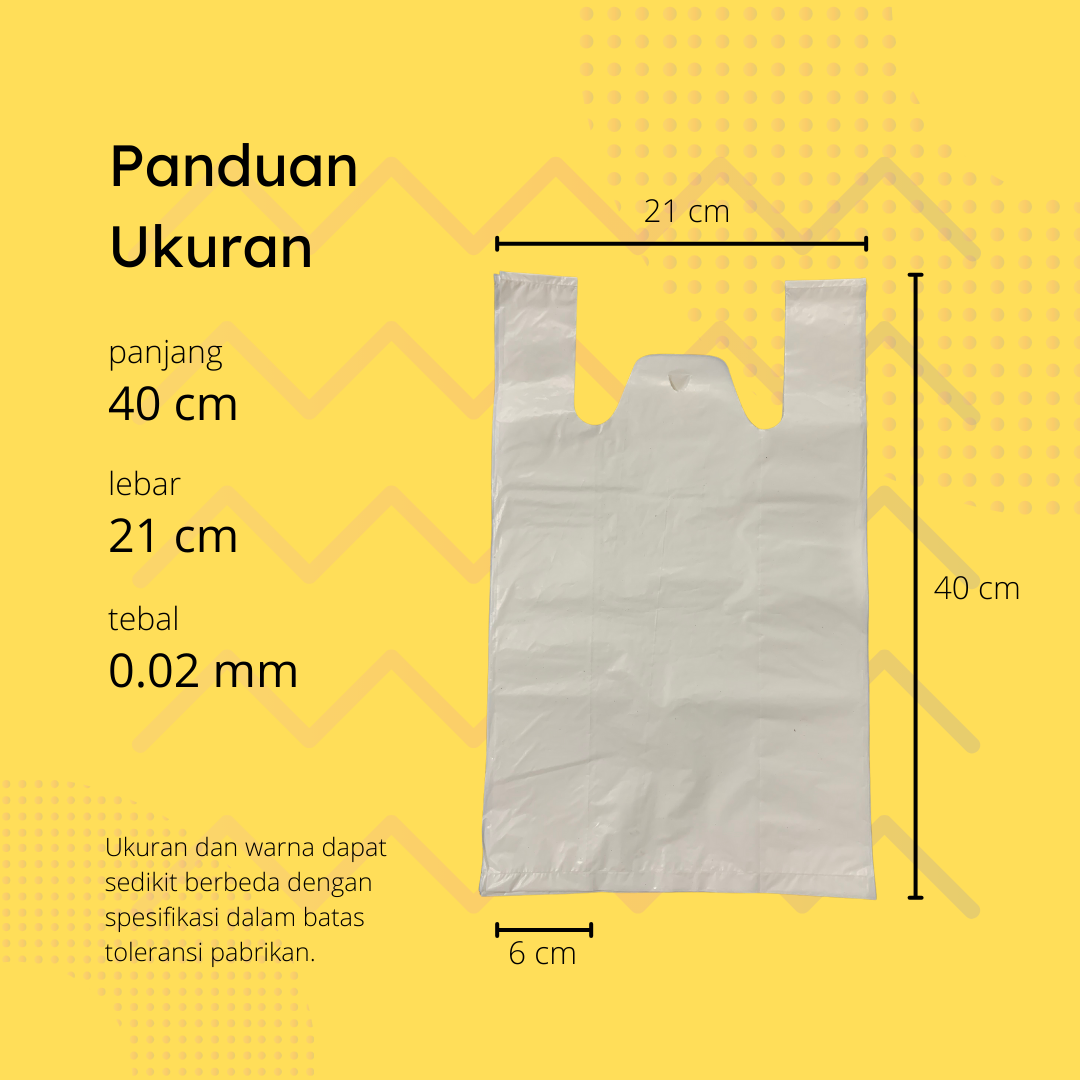 Panduan
Ukuran
panjang
40 cm
lebar
21 cm
tebal
0.02 mm
Ukuran dan warna dapat
sedikit berbeda dengan
spesifikasi dalam batas
toleransi pabrikan.
21 cm
40 cm
6 cm